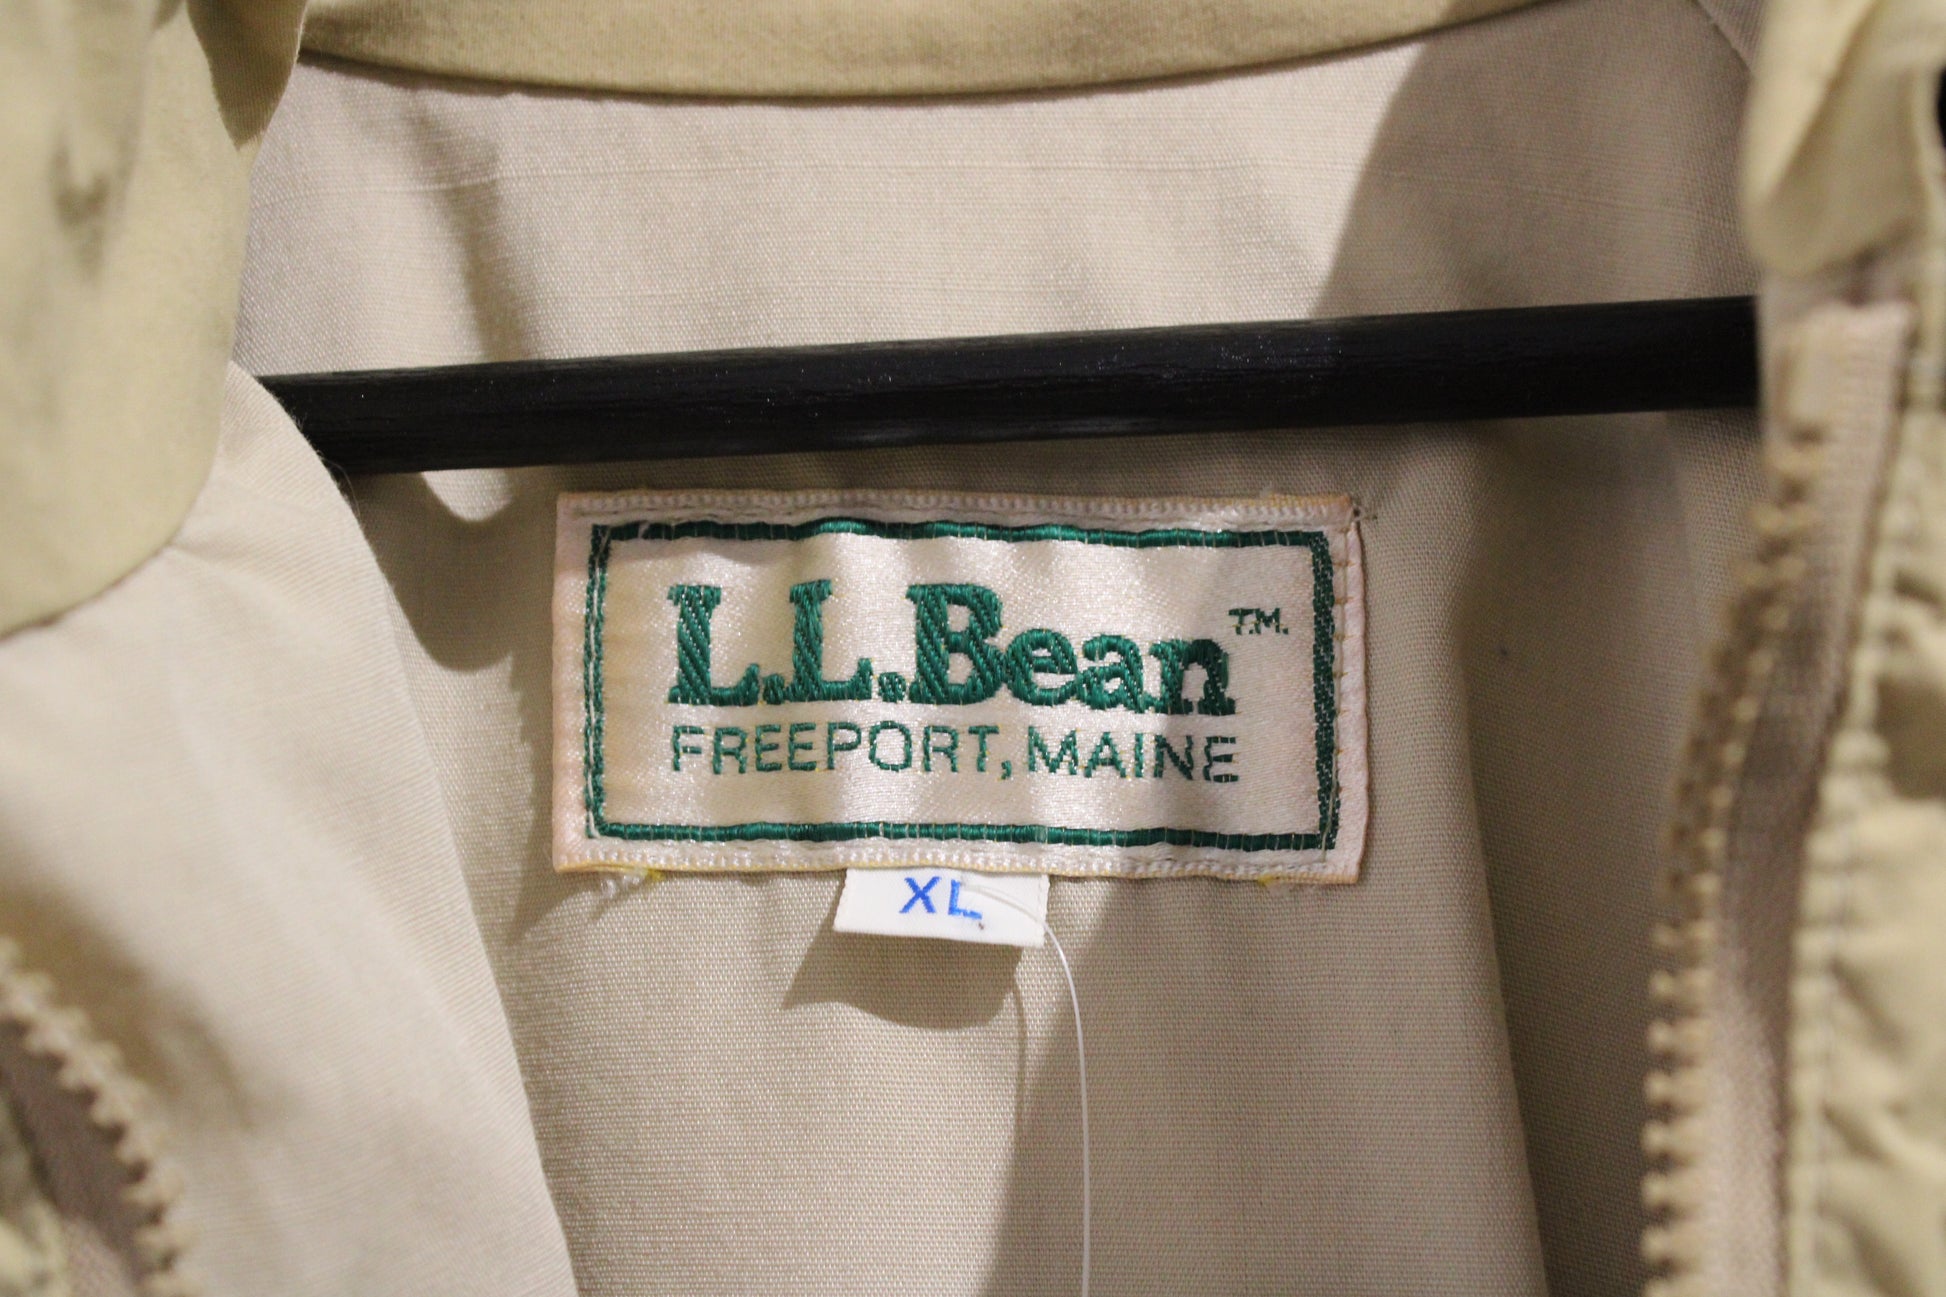 L.L.Bean T.M.
FREEPORT, MAINE
XL